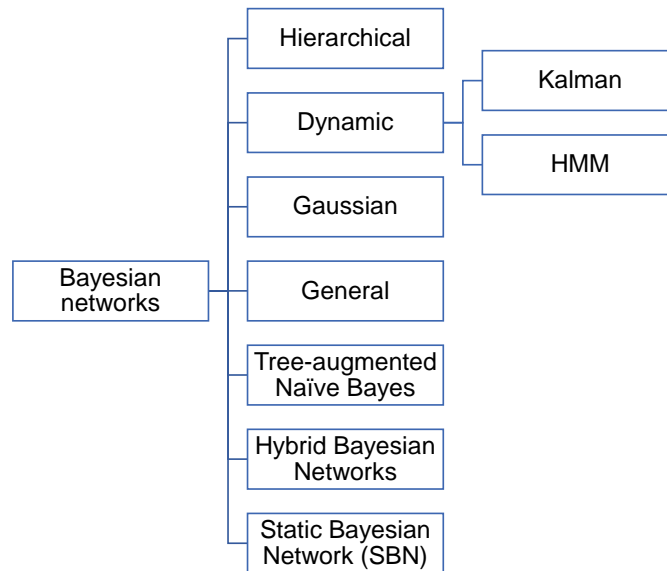 Hierarchical
Kalman
Dynamic
HMM
Gaussian
Bayesian
networks
General
Tree-augmented
Naïve Bayes
Hybrid Bayesian
Networks
Static Bayesian
Network (SBN)